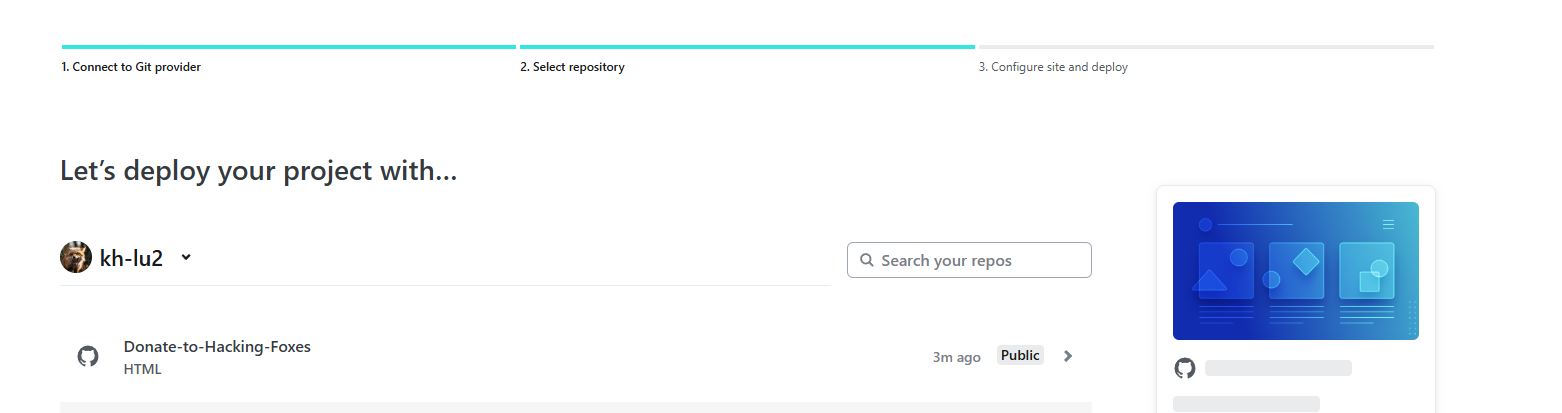 1. Connect to Git provider
2. Select repository
3. Configure site and deploy
Let’s deploy your project with…
kh-lu2
Search your repos
Donate-to-Hacking-Foxes
HTML
3m ago
Public